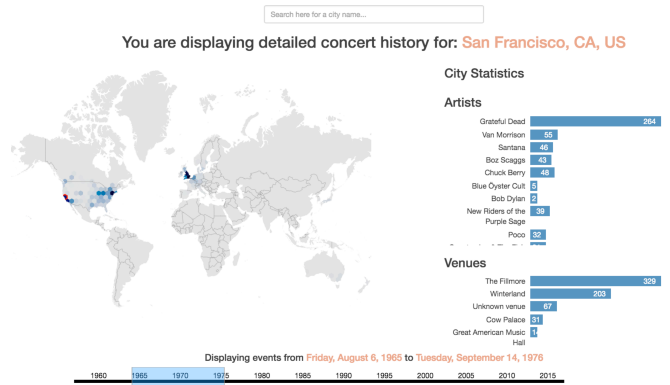 Search here for a city name...
You are displaying detailed concert history for: San Francisco, CA, US
City Statistics
Artists
Grateful Dead 264
Van Morrison 55
Santana 46
Boz Scaggs 43
Chuck Berry 48
Blue Öyster Cult 5
Bob Dylan 2
New Riders of the 39
Purple Sage
Poco 32
Venues
The Fillmore 329
Winterland 203
Unknown venue 67
Cow Palace 31
Great American Music
Hall
Displaying events from Friday, August 6, 1965 to Tuesday, September 14, 1976
1960 1965 1970 1975 1980 1985 1990 1995 2000 2005 2010 2015